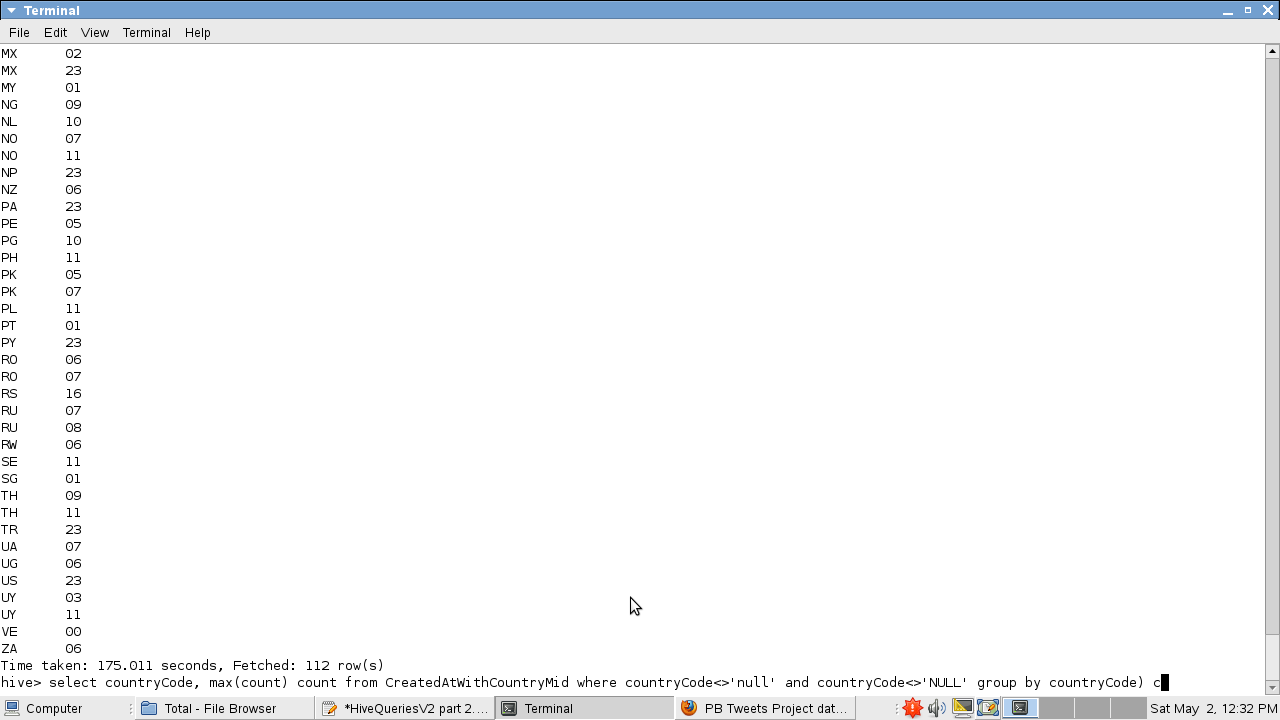 Terminal
File Edit View Terminal Help
MX 02
MX 23
MY 01
NG 09
NL 10
NO 07
NO 11
NP 23
NZ 06
PA 23
PE 05
PG 10
PH 11
PK 05
PK 07
PL 11
PT 01
PY 23
RO 06
RO 07
RS 16
RU 07
RU 08
RW 06
SE 11
SG 01
TH 09
TH 11
TR 23
UA 07
UG 06
US 23
UY 03
UY 11
VE 00
ZA 06
Time taken: 175.011 seconds, Fetched: 112 row(s)
hive> select countryCode, max(count) count from CreatedAtWithCountryMid where countryCode<>'null' and countryCode<>'NULL' group by countryCode) c
Computer Total - File Browser *HiveQueriesV2 part 2.... Terminal PB Tweets Project dat... Sat May 2, 12:32 PM